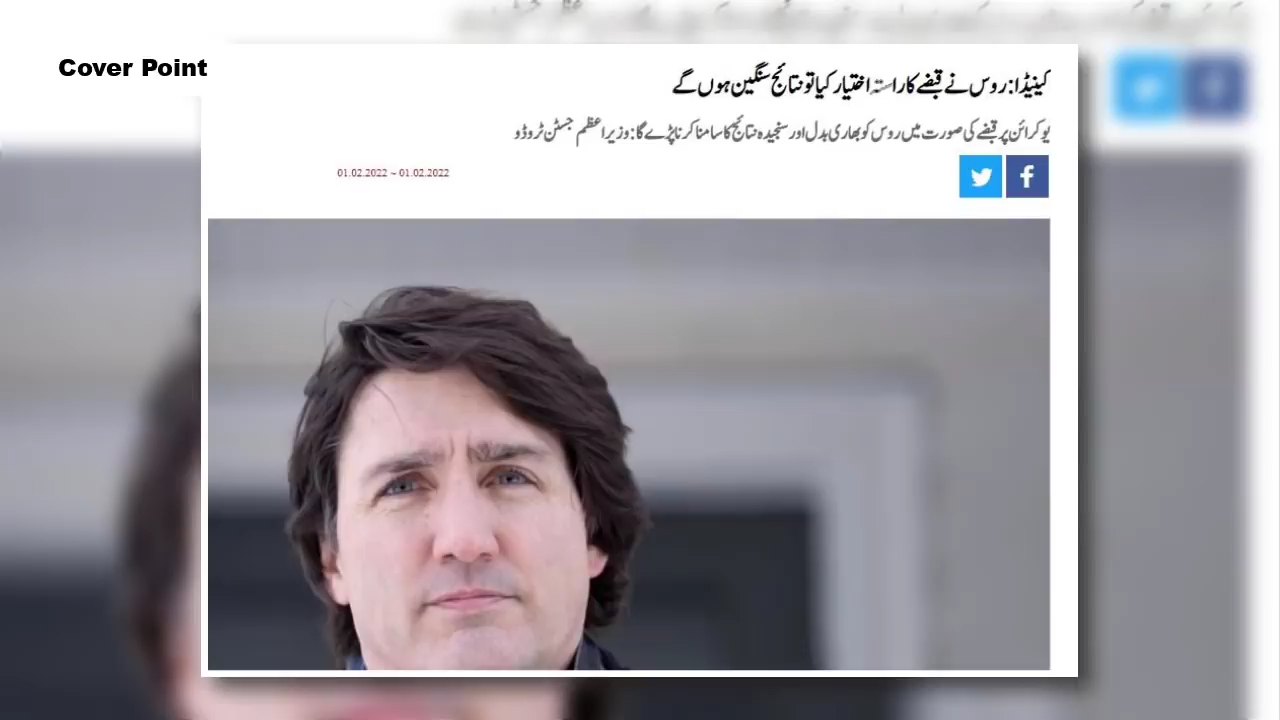 Cover Point
کینیڈا: روس نے قبضے کا راستہ اختیار کیا تو نتائج سنگین ہوں گے
یوکرائن پر قبضے کی صورت میں روس کو بھاری بدل اور سنجیدہ نتائج کا سامنا کرنا پڑے گا: وزیر اعظم جسٹن ٹروڈو
01.02.2022 ~ 01.02.2022